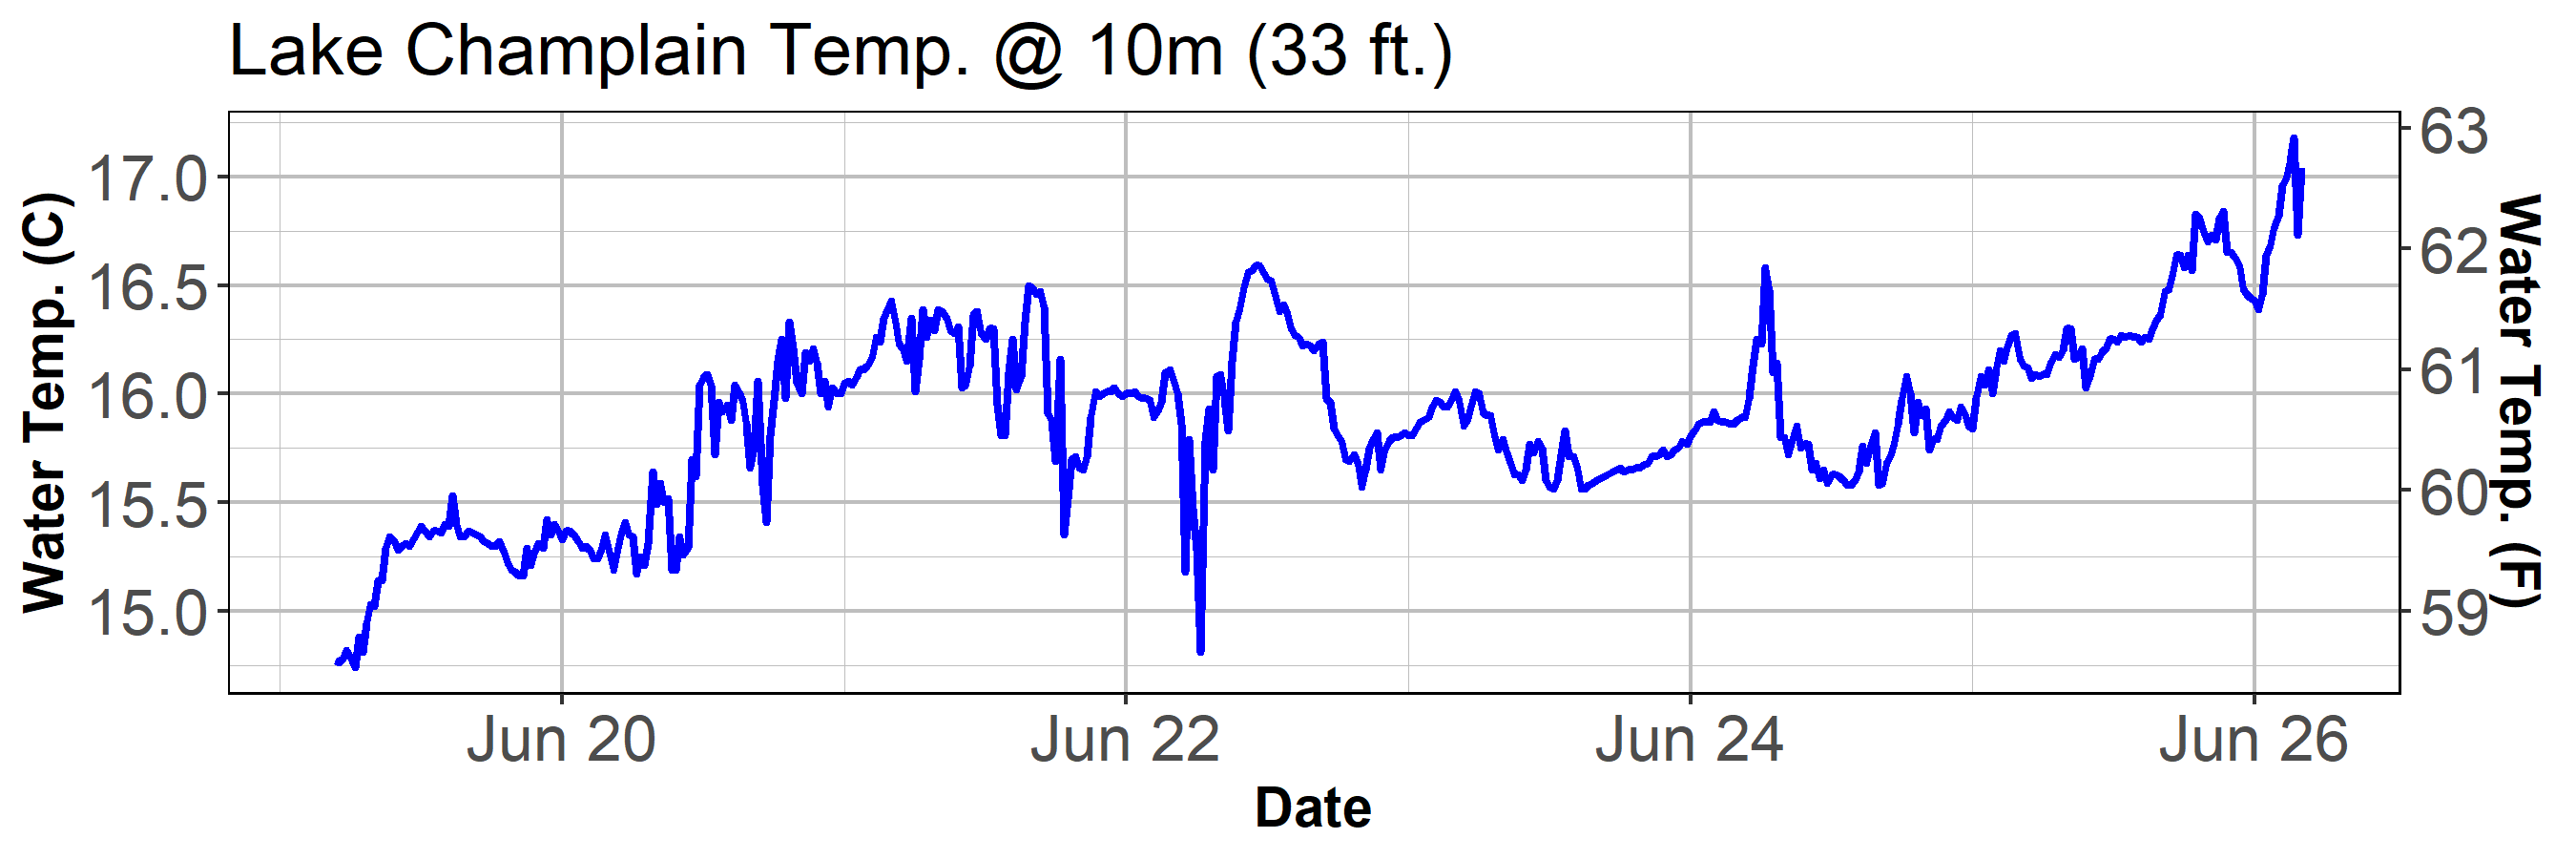 Lake Champlain Temp. @ 10m (33 ft.)
Water Temp. (C)
17.0
16.5
16.0
15.5
15.0
63
62
61
60
59
Water Temp. (F)
Jun 20
Jun 22
Jun 24
Jun 26
Date